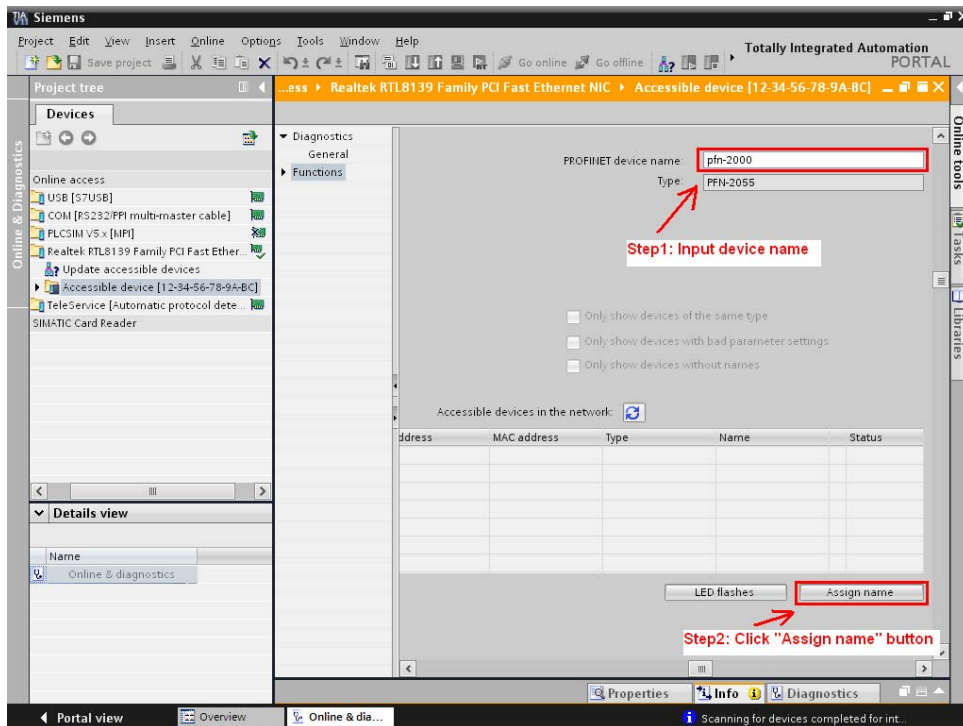 Siemens
Project Edit View Insert Online Options Tools Window Help
Save project Go online Go offline
Totally Integrated Automation
PORTAL
Project tree
...ess Realtek RTL8139 Family PCI Fast Ethernet NIC Accessible device [12-34-56-78-9A-BC]
Devices
Online & Diagnostics
Online access
USB [S7USB]
COM [RS232/PPI multi-master cable]
PLCSIM V5.x [MPI]
Realtek RTL8139 Family PCI Fast Ether...
Update accessible devices
Accessible device [12-34-56-78-9A-BC]
TeleService [Automatic protocol dete...
SIMATIC Card Reader
Details view
Name
Online & diagnostics
Diagnostics
General
Functions
PROFINET device name: pfn-2000
Type: PFN-2055
Step1: Input device name
Only show devices of the same type
Only show devices with bad parameter settings
Only show devices without names
Accessible devices in the network:
ddress MAC address Type Name Status
LED flashes Assign name
Step2: Click "Assign name" button
Properties Info Diagnostics
Online tools
Tasks
Libraries
Portal view Overview Online & dia... Scanning for devices completed for int...